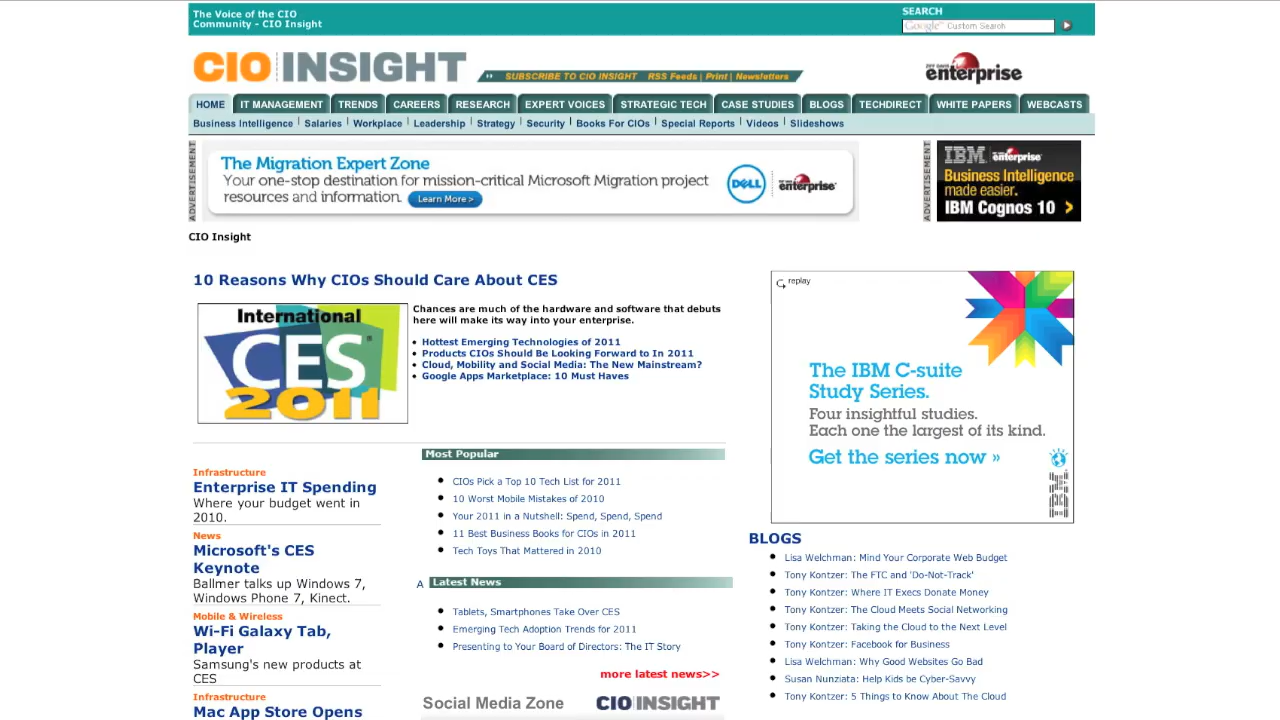 The Voice of the CIO
Community - CIO Insight
SEARCH
Google™ Custom Search
CIO INSIGHT
SUBSCRIBE TO CIO INSIGHT RSS Feeds | Print | Newsletters
ZIFF DAVIS
enterprise
HOME IT MANAGEMENT TRENDS CAREERS RESEARCH EXPERT VOICES STRATEGIC TECH CASE STUDIES BLOGS TECHDIRECT WHITE PAPERS WEBCASTS
Business Intelligence | Salaries | Workplace | Leadership | Strategy | Security | Books For CIOs | Special Reports | Videos | Slideshows
ADVERTISEMENT
The Migration Expert Zone
Your one-stop destination for mission-critical Microsoft Migration project
resources and information. Learn More >
DELL enterprise
ADVERTISEMENT
IBM enterprise
Business Intelligence
made easier.
IBM Cognos 10 >
CIO Insight
10 Reasons Why CIOs Should Care About CES
International
CES
2011
Chances are much of the hardware and software that debuts
here will make its way into your enterprise.
• Hottest Emerging Technologies of 2011
• Products CIOs Should Be Looking Forward to In 2011
• Cloud, Mobility and Social Media: The New Mainstream?
• Google Apps Marketplace: 10 Must Haves
replay
The IBM C-suite
Study Series.
Four insightful studies.
Each one the largest of its kind.
Get the series now »
IBM
Infrastructure
Enterprise IT Spending
Where your budget went in
2010.
News
Microsoft's CES
Keynote
Ballmer talks up Windows 7,
Windows Phone 7, Kinect.
Mobile & Wireless
Wi-Fi Galaxy Tab,
Player
Samsung's new products at
CES
Infrastructure
Mac App Store Opens
Most Popular
• CIOs Pick a Top 10 Tech List for 2011
• 10 Worst Mobile Mistakes of 2010
• Your 2011 in a Nutshell: Spend, Spend, Spend
• 11 Best Business Books for CIOs in 2011
• Tech Toys That Mattered in 2010
A Latest News
• Tablets, Smartphones Take Over CES
• Emerging Tech Adoption Trends for 2011
• Presenting to Your Board of Directors: The IT Story
more latest news>>
Social Media Zone CIO INSIGHT
BLOGS
• Lisa Welchman: Mind Your Corporate Web Budget
• Tony Kontzer: The FTC and 'Do-Not-Track'
• Tony Kontzer: Where IT Execs Donate Money
• Tony Kontzer: The Cloud Meets Social Networking
• Tony Kontzer: Taking the Cloud to the Next Level
• Tony Kontzer: Facebook for Business
• Lisa Welchman: Why Good Websites Go Bad
• Susan Nunziata: Help Kids be Cyber-Savvy
• Tony Kontzer: 5 Things to Know About The Cloud